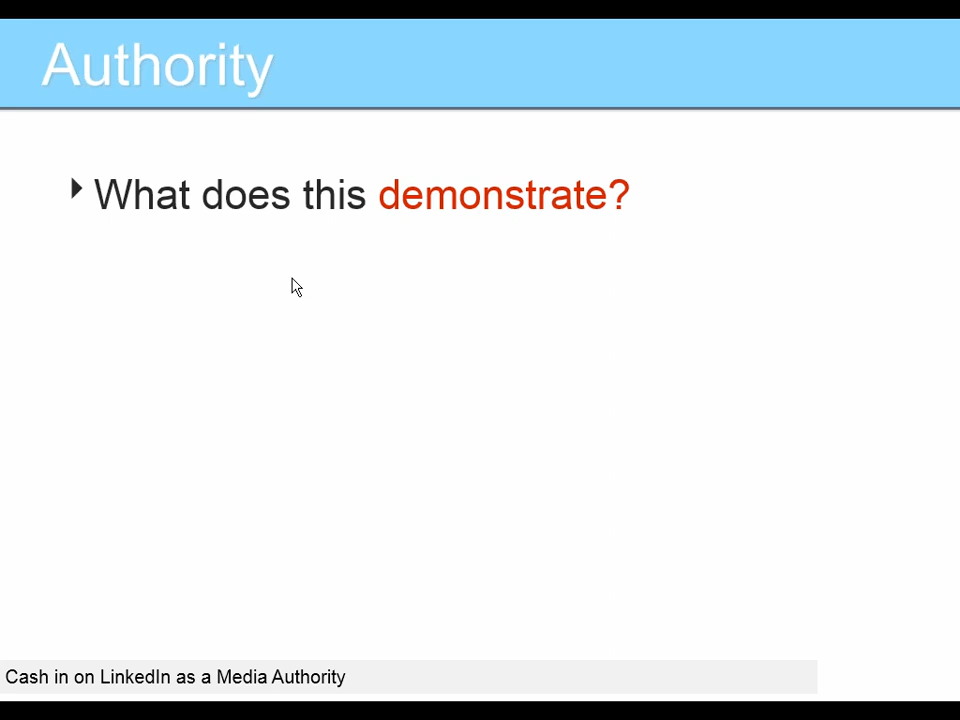 Authority
What does this demonstrate?
Cash in on LinkedIn as a Media Authority